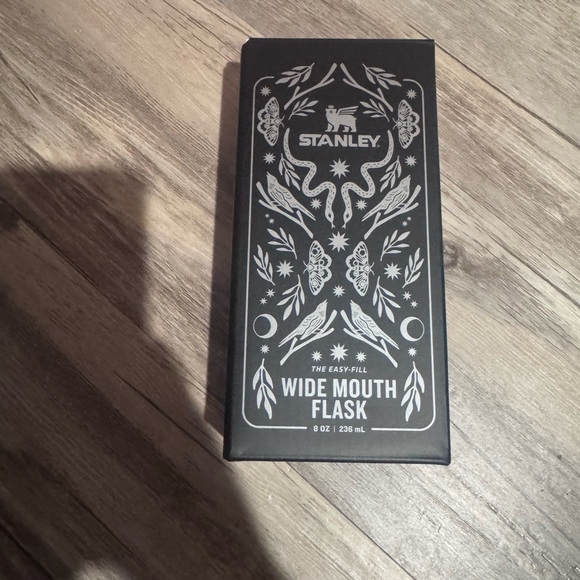 STANLEY
THE EASY-FILL
WIDE MOUTH
FLASK
8 OZ | 236 mL